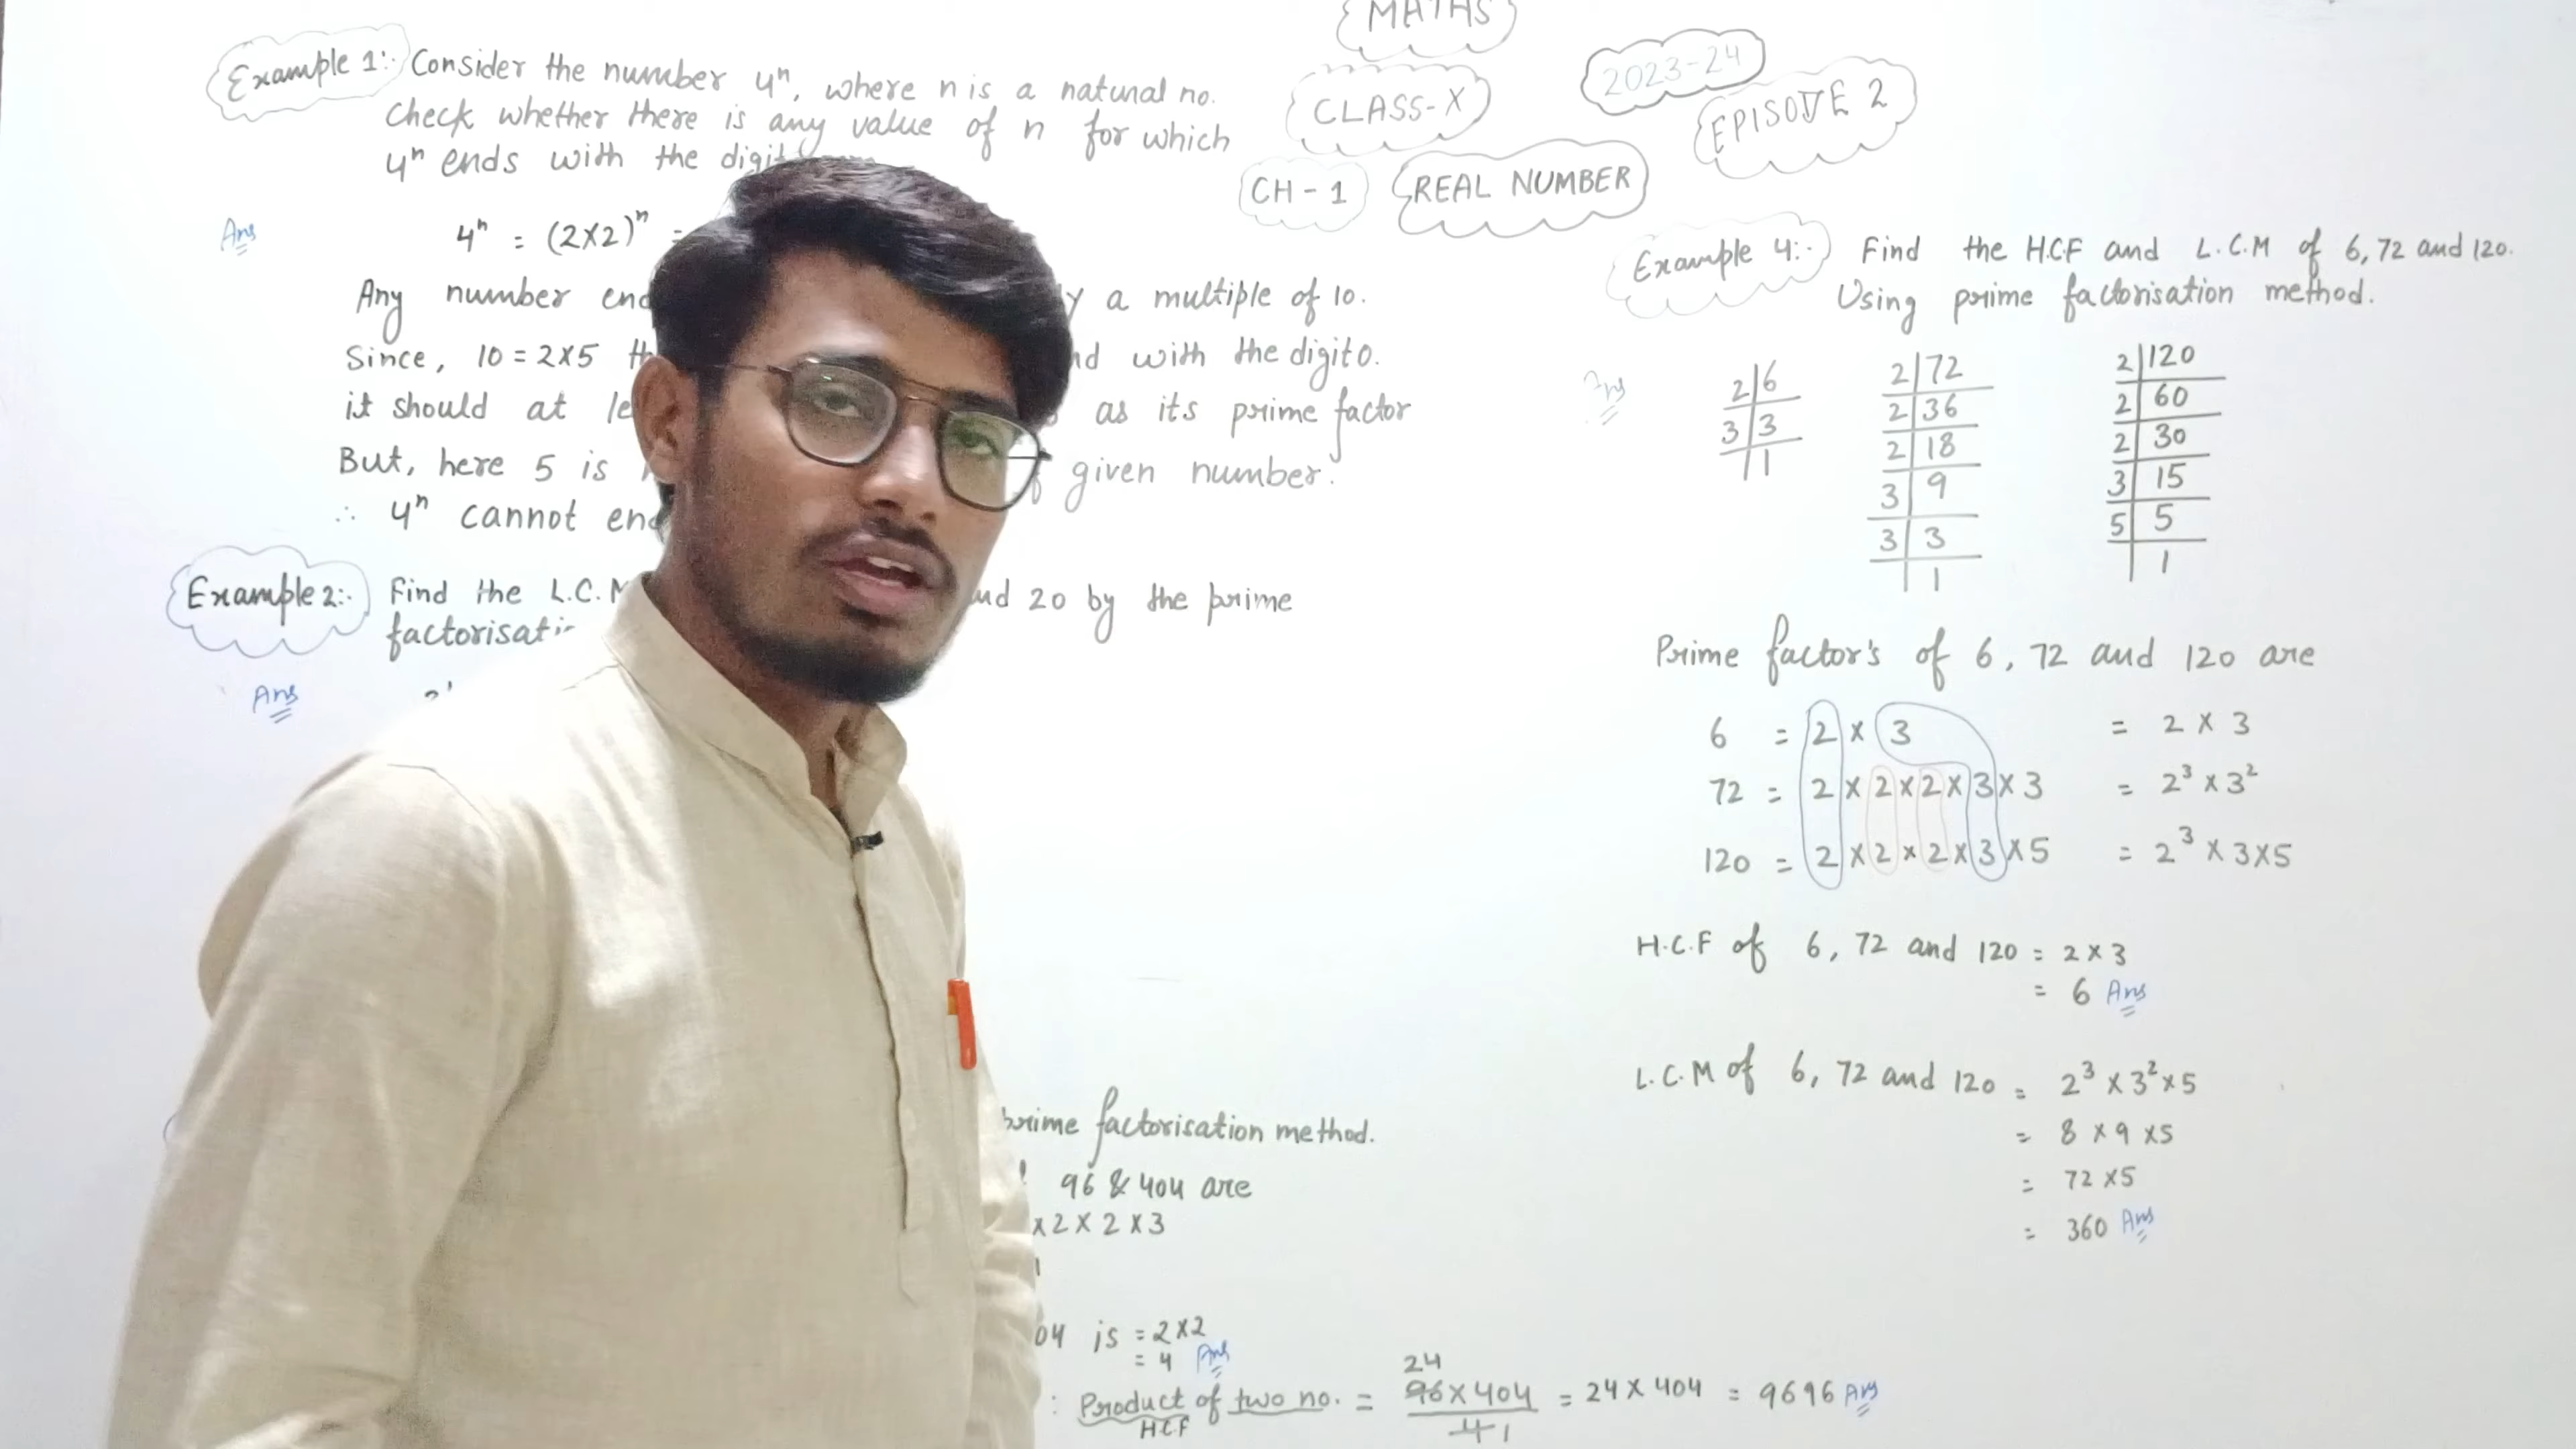 MATHS
CLASS-X
2023-24
EPISODE 2
CH-1
REAL NUMBER
Example 1:- Consider the number 4ⁿ, where n is a natural no.
Check whether there is any value of n for which
4ⁿ ends with the digit
Ans
4ⁿ = (2×2)ⁿ =
Any number end
a multiple of 10.
Since, 10 = 2×5
with the digit 0.
it should at
as its prime factor
But, here 5 is
given number.
∴ 4ⁿ cannot
Example 2:- Find the L.C.M
and 20 by the prime
Ans
prime factorisation method.
96 & 404 are
×2×2×3
is = 2×2
= 4 Ans
: Product of two no. / HCF = 96×404 / 4 = 24×404 = 9696 Ans
24
1
Example 4:- Find the H.C.F and L.C.M of 6, 72 and 120.
Using prime factorisation method.
Ans
2|6
3|3
|1
2|72
2|36
2|18
3|9
3|3
|1
2|120
2|60
2|30
3|15
5|5
|1
Prime factor's of 6, 72 and 120 are
6 = 2 × 3 = 2 × 3
72 = 2×2×2×3×3 = 2³ × 3²
120 = 2×2×2×3×5 = 2³ × 3×5
H.C.F of 6, 72 and 120 = 2×3
= 6 Ans
L.C.M of 6, 72 and 120 = 2³ × 3² × 5
= 8 × 9 × 5
= 72 × 5
= 360 Ans